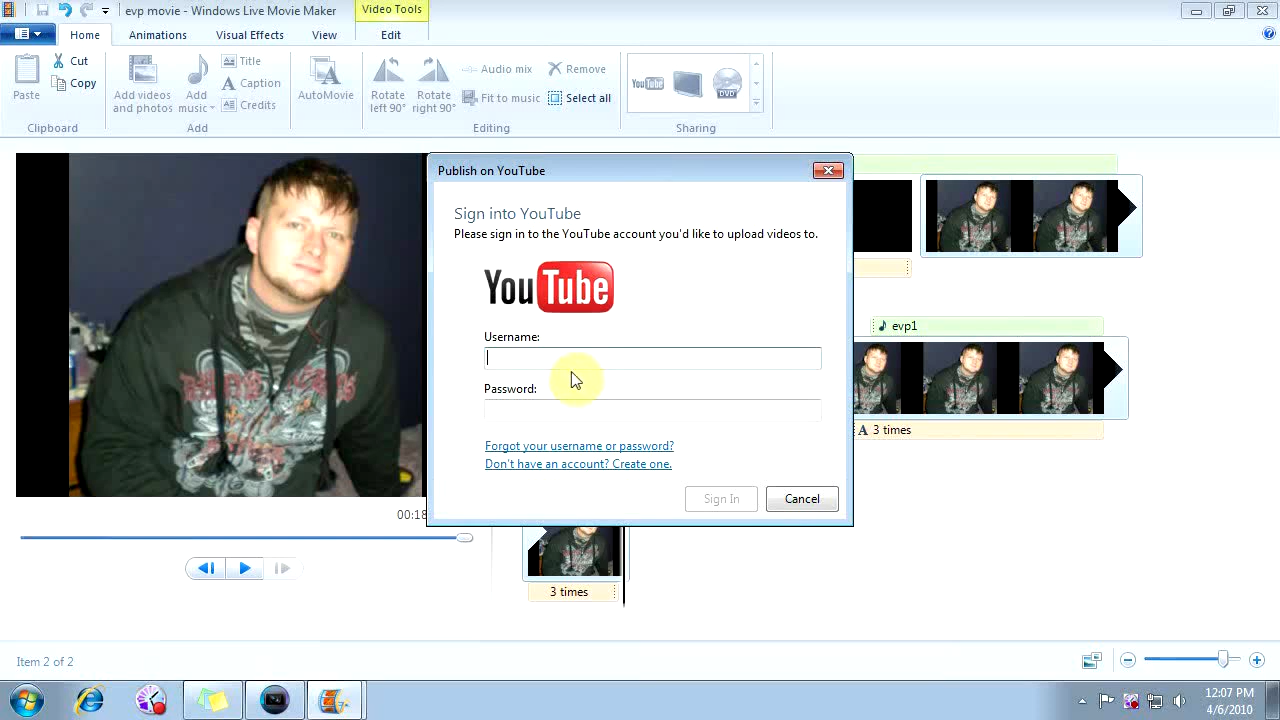 evp movie - Windows Live Movie Maker
Video Tools
Home
Animations
Visual Effects
View
Edit
Paste
Cut
Copy
Clipboard
Add videos and photos
Add music
Title
Caption
Credits
Add
AutoMovie
Rotate left 90°
Rotate right 90°
Audio mix
Fit to music
Remove
Select all
Editing
YouTube
DVD
Sharing
Publish on YouTube
Sign into YouTube
Please sign in to the YouTube account you'd like to upload videos to.
YouTube
Username:
Password:
Forgot your username or password?
Don't have an account? Create one.
Sign In
Cancel
evp1
A 3 times
00:18
3 times
Item 2 of 2
12:07 PM
4/6/2010